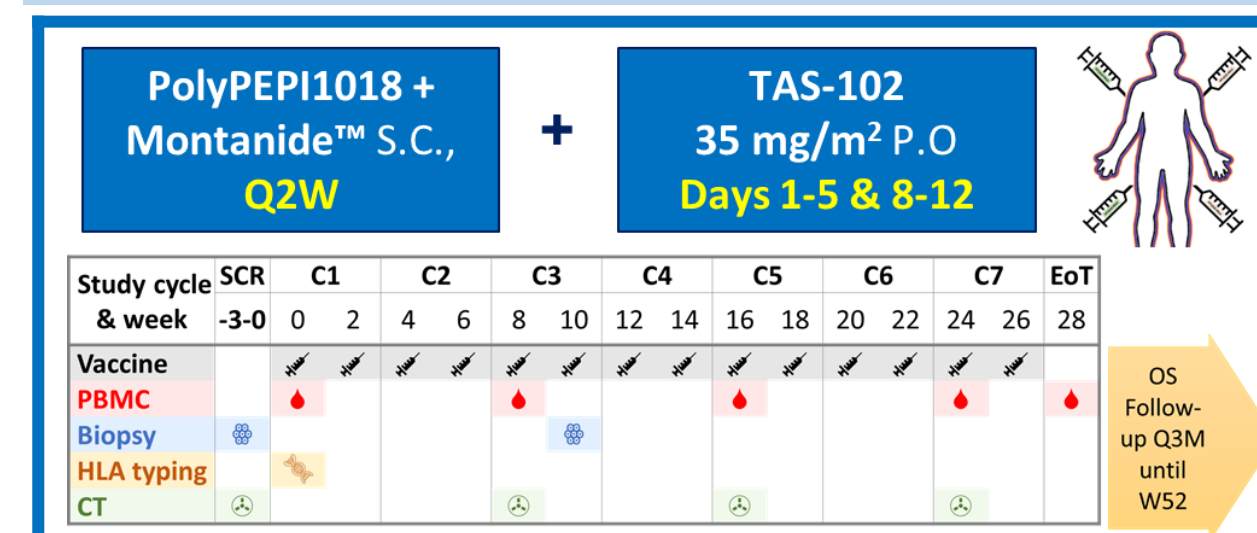 PolyPEPI1018 +
Montanide™ S.C.,
Q2W
+
TAS-102
35 mg/m² P.O
Days 1-5 & 8-12
Study cycle SCR C1 C2 C3 C4 C5 C6 C7 EoT
& week -3-0 0 2 4 6 8 10 12 14 16 18 20 22 24 26 28
Vaccine
PBMC
Biopsy
HLA typing
CT
OS
Follow-
up Q3M
until
W52